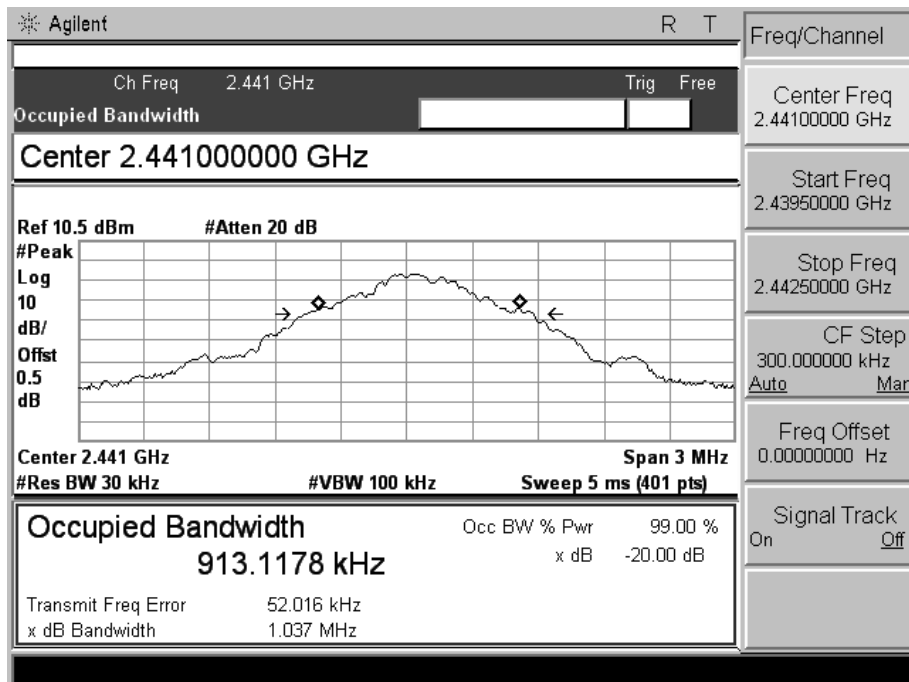 Agilent
R T
Freq/Channel
Ch Freq 2.441 GHz Trig Free
Occupied Bandwidth
Center 2.441000000 GHz
Ref 10.5 dBm #Atten 20 dB
#Peak
Log
10
dB/
Offst
0.5
dB
Center 2.441 GHz Span 3 MHz
#Res BW 30 kHz #VBW 100 kHz Sweep 5 ms (401 pts)
Occupied Bandwidth
913.1178 kHz
Occ BW % Pwr 99.00 %
x dB -20.00 dB
Transmit Freq Error 52.016 kHz
x dB Bandwidth 1.037 MHz
Center Freq
2.44100000 GHz
Start Freq
2.43950000 GHz
Stop Freq
2.44250000 GHz
CF Step
300.000000 kHz
Auto Man
Freq Offset
0.00000000 Hz
Signal Track
On Off